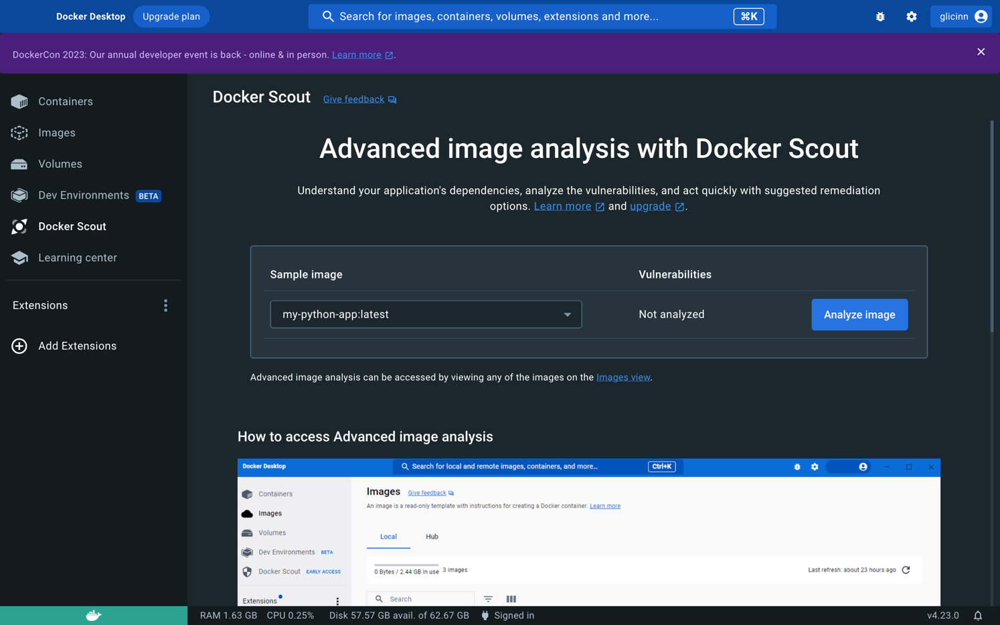 Docker Desktop
Upgrade plan
Search for images, containers, volumes, extensions and more...
⌘K
glicinn
DockerCon 2023: Our annual developer event is back - online & in person. Learn more.
Containers
Images
Volumes
Dev Environments BETA
Docker Scout
Learning center
Extensions
Add Extensions
Docker Scout
Give feedback
Advanced image analysis with Docker Scout
Understand your application's dependencies, analyze the vulnerabilities, and act quickly with suggested remediation
options. Learn more and upgrade.
Sample image
Vulnerabilities
my-python-app:latest
Not analyzed
Analyze image
Advanced image analysis can be accessed by viewing any of the images on the Images view.
How to access Advanced image analysis
Docker Desktop
Search for local and remote images, containers, and more...
Ctrl+K
Containers
Images
Volumes
Dev Environments BETA
Docker Scout EARLY ACCESS
Extensions
Images
Give feedback
An image is a read-only template with instructions for creating a Docker container. Learn more
Local
Hub
0 Bytes / 2.44 GB in use
3 images
Last refresh: about 23 hours ago
Search
RAM 1.63 GB
CPU 0.25%
Disk 57.57 GB avail. of 62.67 GB
Signed in
v4.23.0